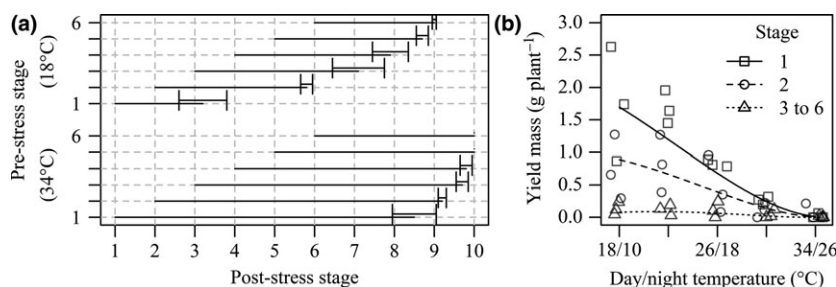 (a)
Pre-stress stage
(34°C)
(18°C)
6
1
6
1
1 2 3 4 5 6 7 8 9 10
Post-stress stage
(b)
Yield mass (g plant⁻¹)
3.0
2.5
2.0
1.5
1.0
0.5
0.0
Stage
1
2
3 to 6
18/10 26/18 34/26
Day/night temperature (°C)